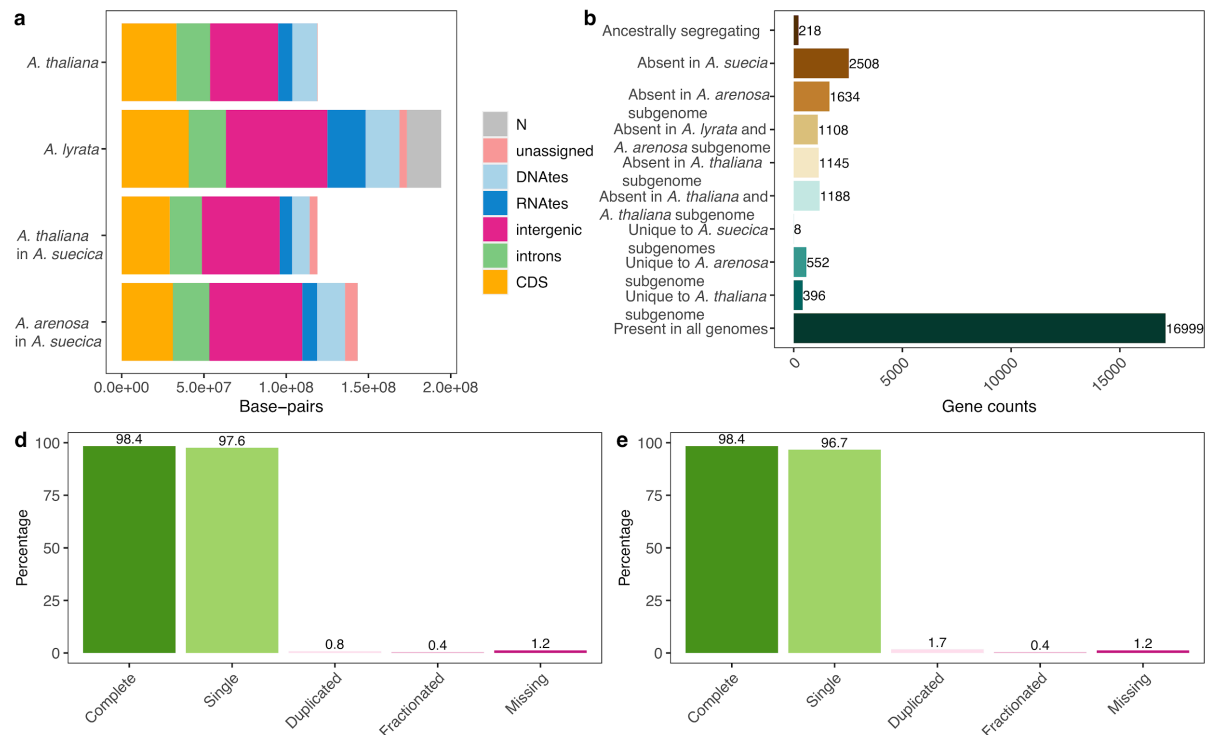 a
A. thaliana
A. lyrata
A. thaliana
in A. suecica
A. arenosa
in A. suecica
0.0e+00
5.0e+07
1.0e+08
1.5e+08
2.0e+08
Base−pairs
N
unassigned
DNAtes
RNAtes
intergenic
introns
CDS
b
Ancestrally segregating
218
Absent in A. suecia
2508
Absent in A. arenosa
subgenome
1634
Absent in A. lyrata and
A. arenosa subgenome
1108
Absent in A. thaliana
subgenome
1145
Absent in A. thaliana and
A. thaliana subgenome
1188
Unique to A. suecica
subgenomes
8
Unique to A. arenosa
subgenome
552
Unique to A. thaliana
subgenome
396
Present in all genomes
16999
0
5000
10000
15000
Gene counts
d
Percentage
100
75
50
25
0
98.4
97.6
0.8
0.4
1.2
Complete
Single
Duplicated
Fractionated
Missing
e
Percentage
100
75
50
25
0
98.4
96.7
1.7
0.4
1.2
Complete
Single
Duplicated
Fractionated
Missing